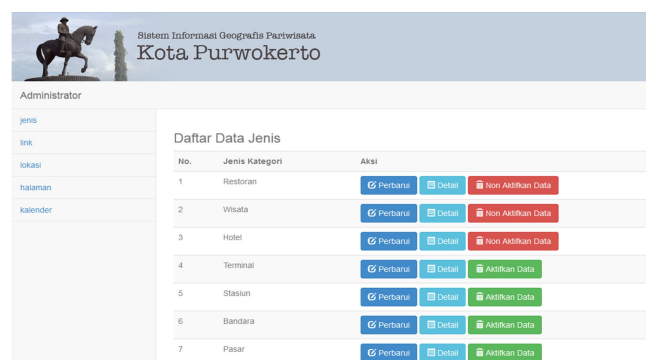 Sistem Informasi Geografis Pariwisata
Kota Purwokerto
Administrator
jenis
link
lokasi
halaman
kalender
Daftar Data Jenis
No. Jenis Kategori Aksi
1 Restoran Perbarui Detail Non Aktifkan Data
2 Wisata Perbarui Detail Non Aktifkan Data
3 Hotel Perbarui Detail Non Aktifkan Data
4 Terminal Perbarui Detail Aktifkan Data
5 Stasiun Perbarui Detail Aktifkan Data
6 Bandara Perbarui Detail Aktifkan Data
7 Pasar Perbarui Detail Aktifkan Data